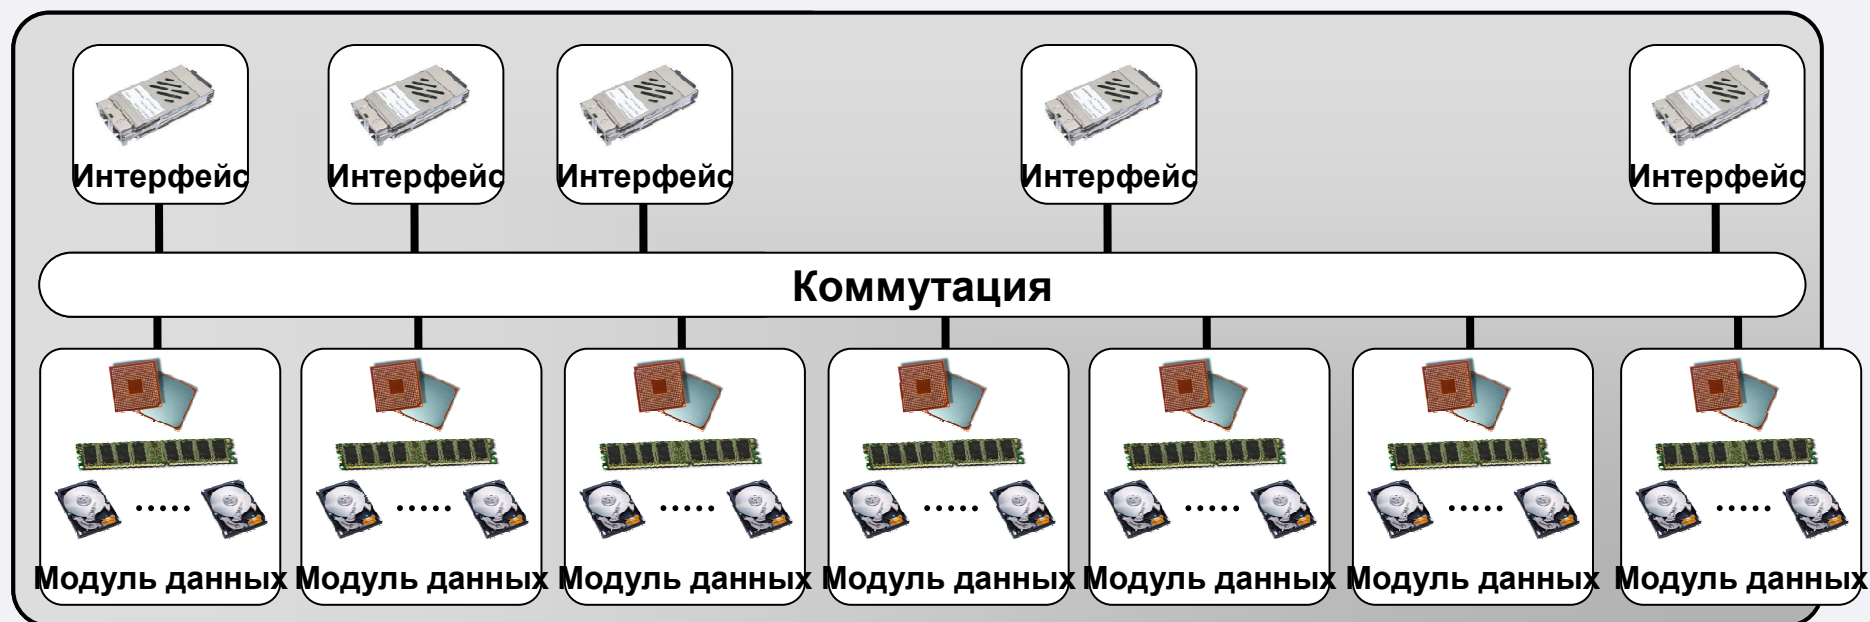 Интерфейс Интерфейс Интерфейс Интерфейс Интерфейс
Коммутация
Модуль данных Модуль данных Модуль данных Модуль данных Модуль данных Модуль данных Модуль данных